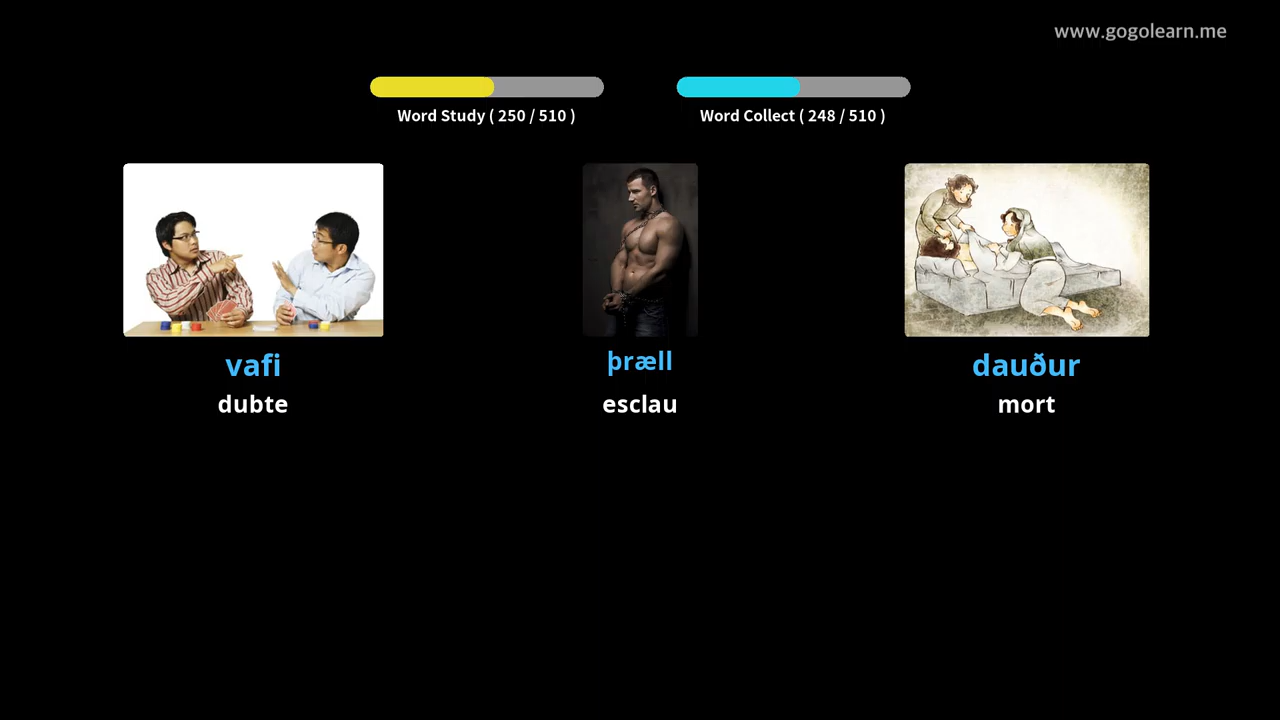 www.gogolearn.me
Word Study ( 250 / 510 )
Word Collect ( 248 / 510 )
vafi
þræll
dauður
dubte
esclau
mort